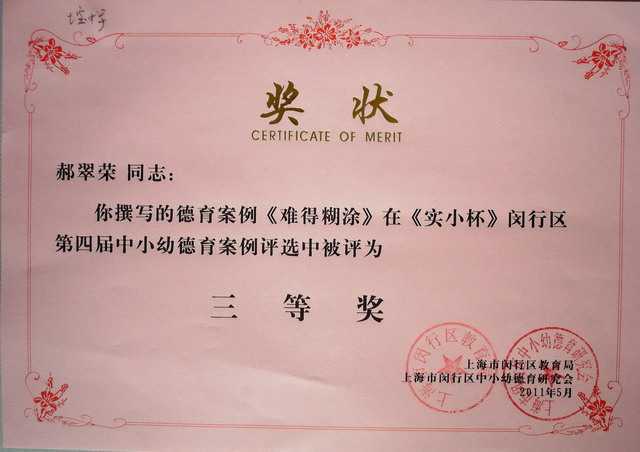 奖 状
CERTIFICATE OF MERIT
郝翠荣 同志：
你撰写的德育案例《难得糊涂》在《实小杯》闵行区
第四届中小幼德育案例评选中被评为
三 等 奖
上海市闵行区教育局
上海市闵行区中小幼德育研究会
2011年5月